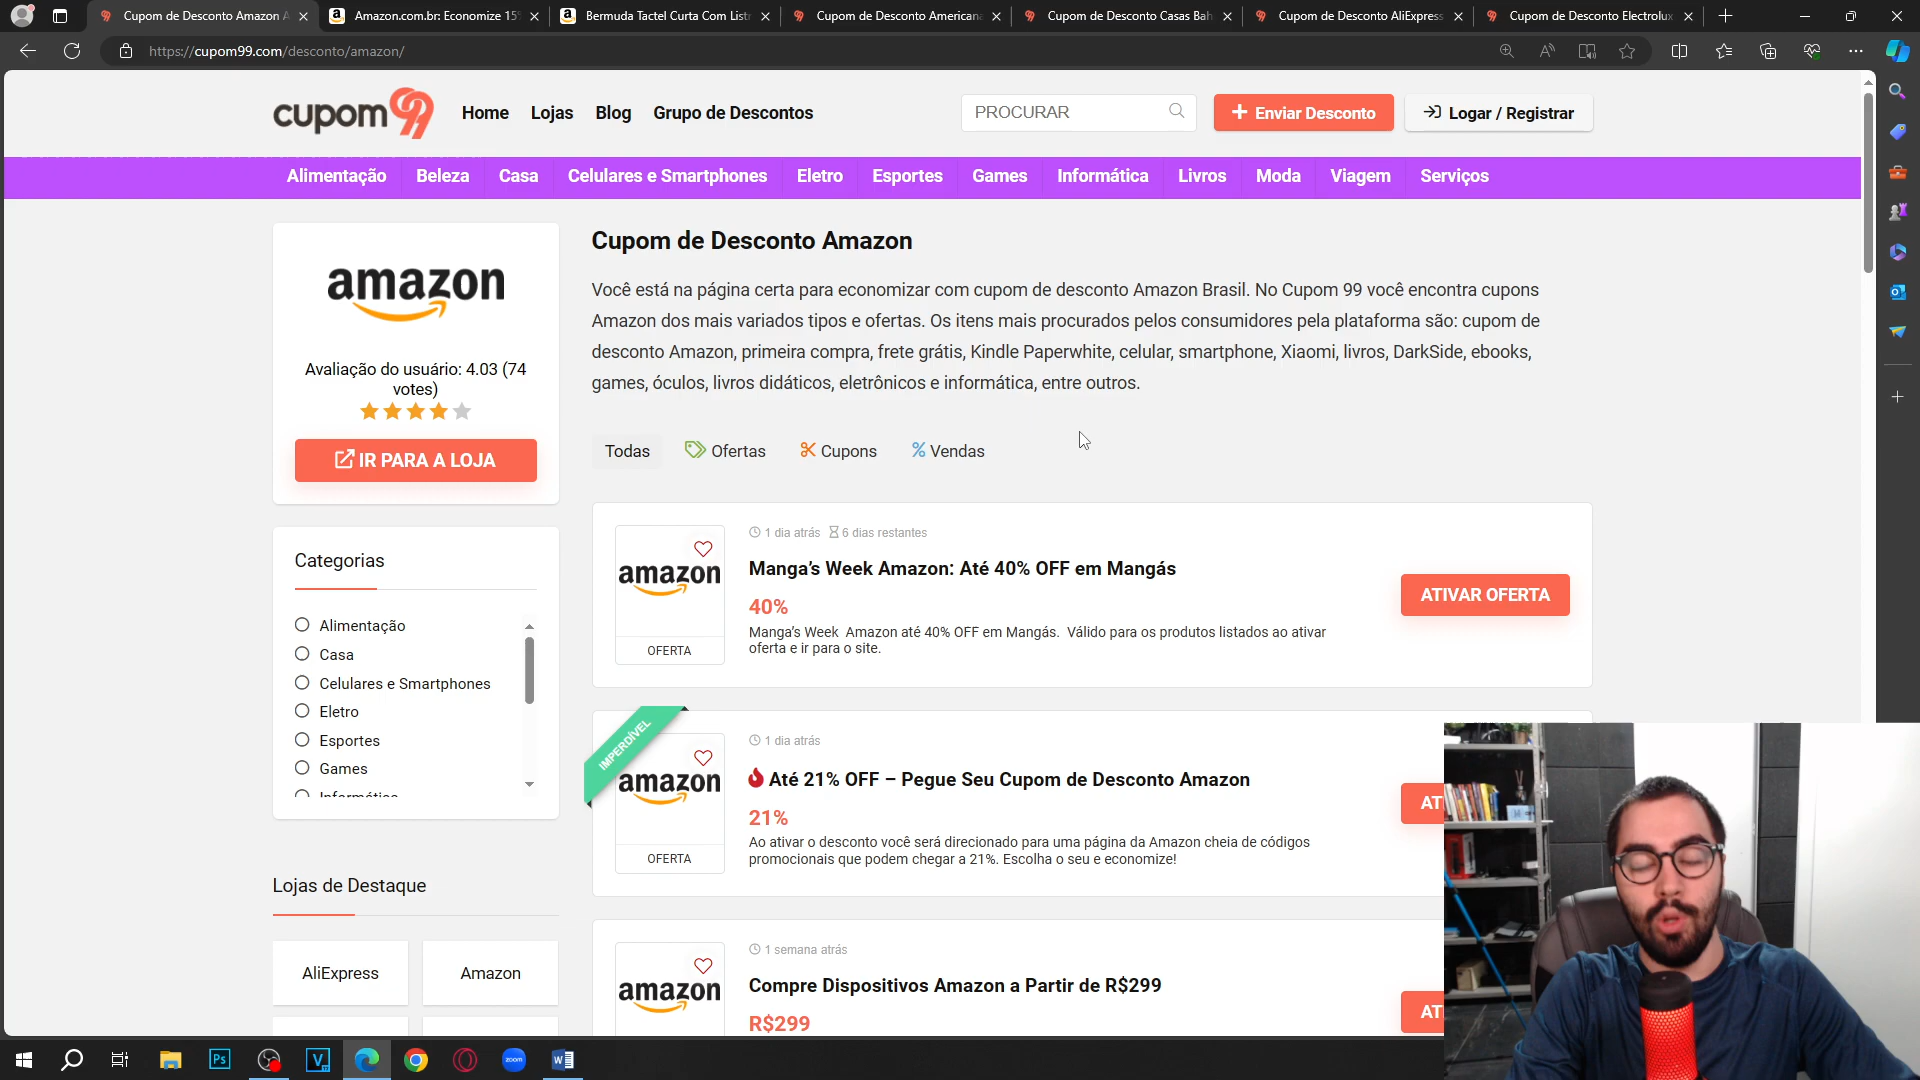 Cupom de Desconto Amazon A
Amazon.com.br: Economize 15%
Bermuda Tactel Curta Com Listr
Cupom de Desconto American
Cupom de Desconto Casas Bah
Cupom de Desconto AliExpress
Cupom de Desconto Electrolux
https://cupom99.com/desconto/amazon/
cupom99
Home
Lojas
Blog
Grupo de Descontos
PROCURAR
Enviar Desconto
Logar / Registrar
Alimentação
Beleza
Casa
Celulares e Smartphones
Eletro
Esportes
Games
Informática
Livros
Moda
Viagem
Serviços
amazon
Avaliação do usuário: 4.03 (74
votes)
IR PARA A LOJA
Categorias
Alimentação
Casa
Celulares e Smartphones
Eletro
Esportes
Games
Informática
Lojas de Destaque
AliExpress
Amazon
Cupom de Desconto Amazon
Você está na página certa para economizar com cupom de desconto Amazon Brasil. No Cupom 99 você encontra cupons
Amazon dos mais variados tipos e ofertas. Os itens mais procurados pelos consumidores pela plataforma são: cupom de
desconto Amazon, primeira compra, frete grátis, Kindle Paperwhite, celular, smartphone, Xiaomi, livros, DarkSide, ebooks,
games, óculos, livros didáticos, eletrônicos e informática, entre outros.
Todas
Ofertas
Cupons
% Vendas
amazon
OFERTA
1 dia atrás
6 dias restantes
Manga's Week Amazon: Até 40% OFF em Mangás
40%
Manga's Week Amazon até 40% OFF em Mangás. Válido para os produtos listados ao ativar
oferta e ir para o site.
ATIVAR OFERTA
IMPERDÍVEL
amazon
OFERTA
1 dia atrás
Até 21% OFF – Pegue Seu Cupom de Desconto Amazon
21%
Ao ativar o desconto você será direcionado para uma página da Amazon cheia de códigos
promocionais que podem chegar a 21%. Escolha o seu e economize!
AT
amazon
1 semana atrás
Compre Dispositivos Amazon a Partir de R$299
R$299
AT
Ps
V
zoom
W